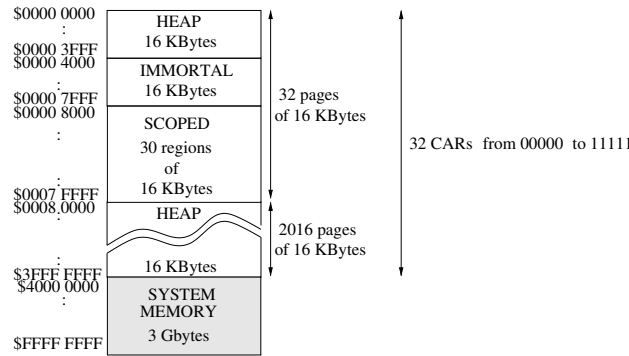 $0000 0000
:
$0000 3FFF
$0000 4000
:
$0000 7FFF
$0000 8000
:
:
$0007 FFFF
$0008 0000
:
:
$3FFF FFFF
$4000 0000
:
$FFFF FFFF
HEAP
16 KBytes
IMMORTAL
16 KBytes
SCOPED
30 regions
of
16 KBytes
HEAP
16 KBytes
SYSTEM
MEMORY
3 Gbytes
32 pages
of 16 KBytes
2016 pages
of 16 KBytes
32 CARs from 00000 to 11111